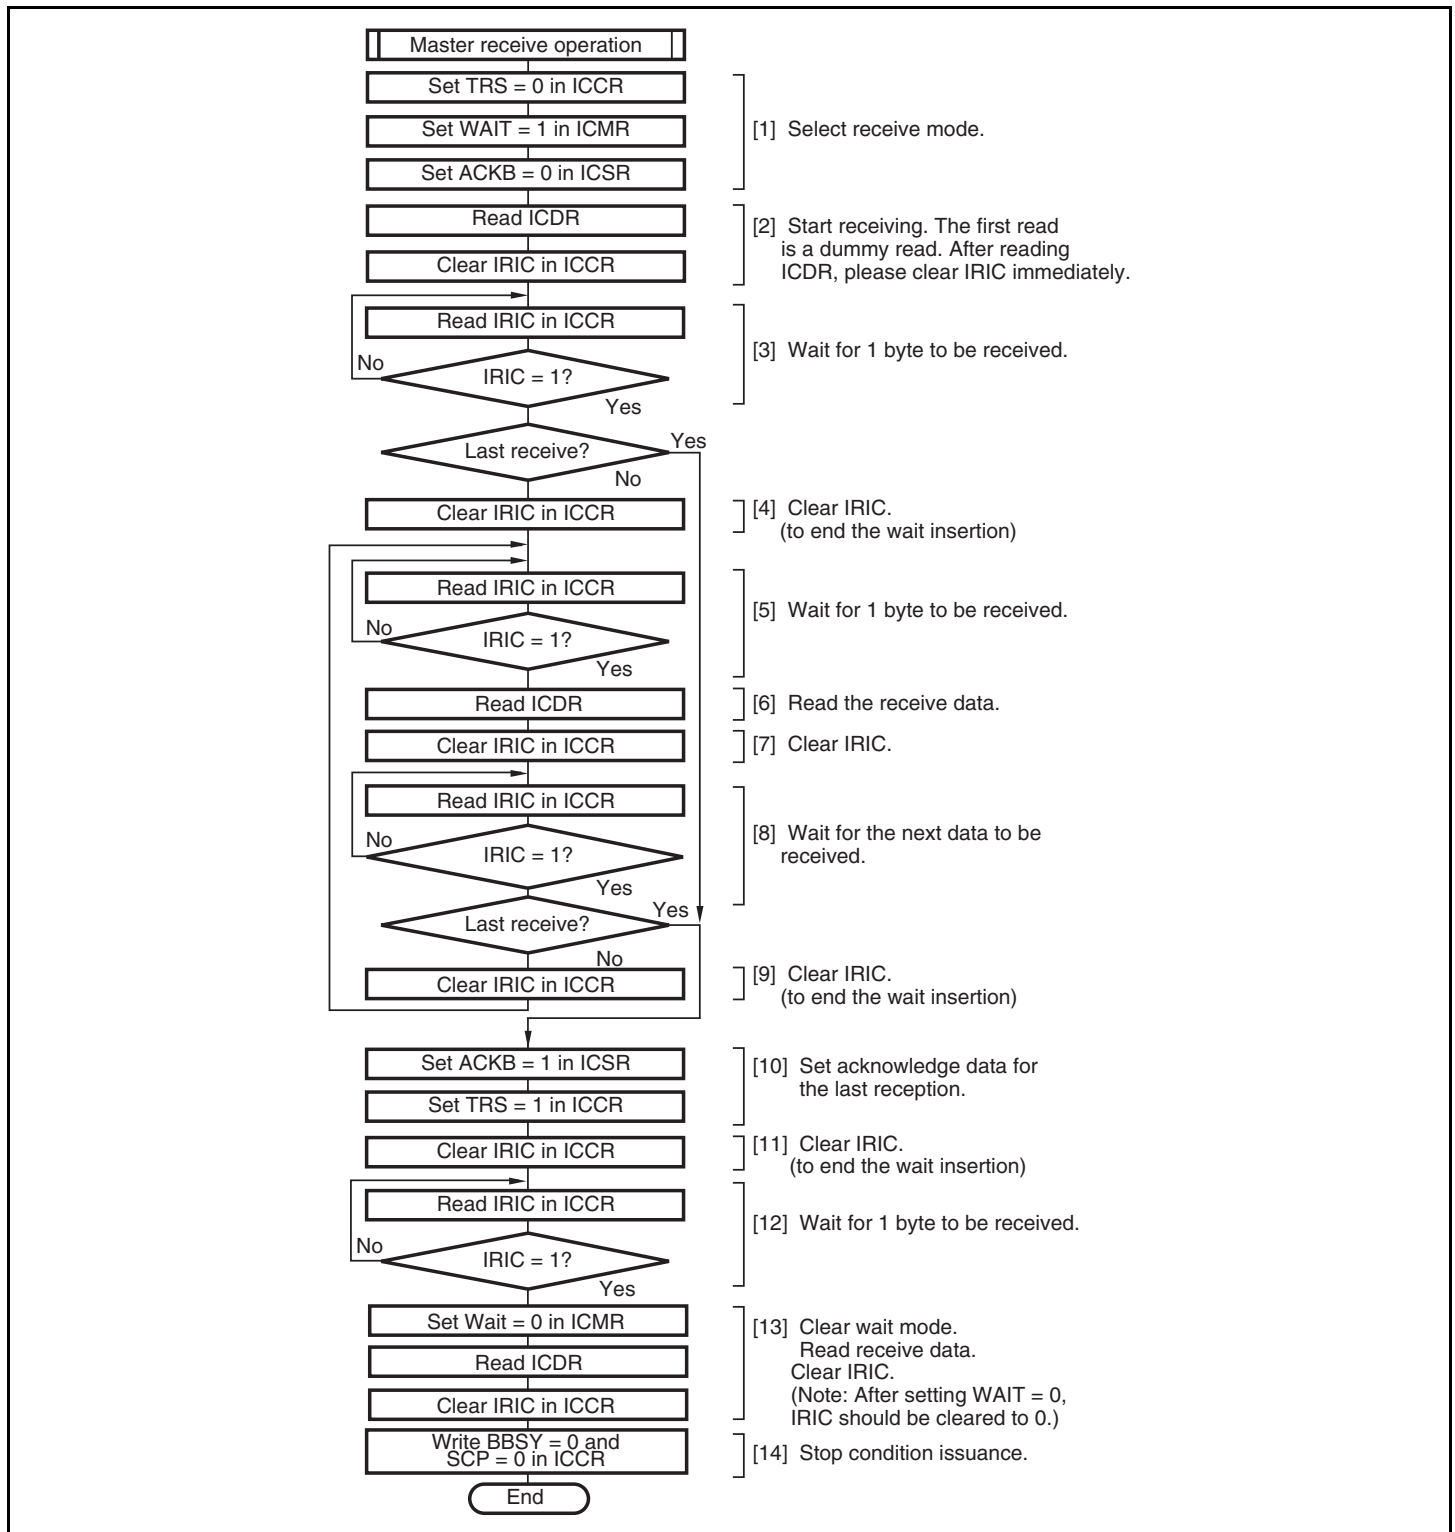 Master receive operation
Set TRS = 0 in ICCR
Set WAIT = 1 in ICMR
[1] Select receive mode.
Set ACKB = 0 in ICSR
Read ICDR
[2] Start receiving. The first read
is a dummy read. After reading
ICDR, please clear IRIC immediately.
Clear IRIC in ICCR
Read IRIC in ICCR
[3] Wait for 1 byte to be received.
No
IRIC = 1?
Yes
Last receive?
Yes
No
Clear IRIC in ICCR
[4] Clear IRIC.
(to end the wait insertion)
Read IRIC in ICCR
[5] Wait for 1 byte to be received.
No
IRIC = 1?
Yes
Read ICDR
[6] Read the receive data.
Clear IRIC in ICCR
[7] Clear IRIC.
Read IRIC in ICCR
[8] Wait for the next data to be
received.
No
IRIC = 1?
Yes
Last receive?
Yes
No
Clear IRIC in ICCR
[9] Clear IRIC.
(to end the wait insertion)
Set ACKB = 1 in ICSR
[10] Set acknowledge data for
the last reception.
Set TRS = 1 in ICCR
Clear IRIC in ICCR
[11] Clear IRIC.
(to end the wait insertion)
Read IRIC in ICCR
[12] Wait for 1 byte to be received.
No
IRIC = 1?
Yes
Set Wait = 0 in ICMR
[13] Clear wait mode.
Read receive data.
Clear IRIC.
(Note: After setting WAIT = 0,
IRIC should be cleared to 0.)
Read ICDR
Clear IRIC in ICCR
Write BBSY = 0 and
SCP = 0 in ICCR
[14] Stop condition issuance.
End